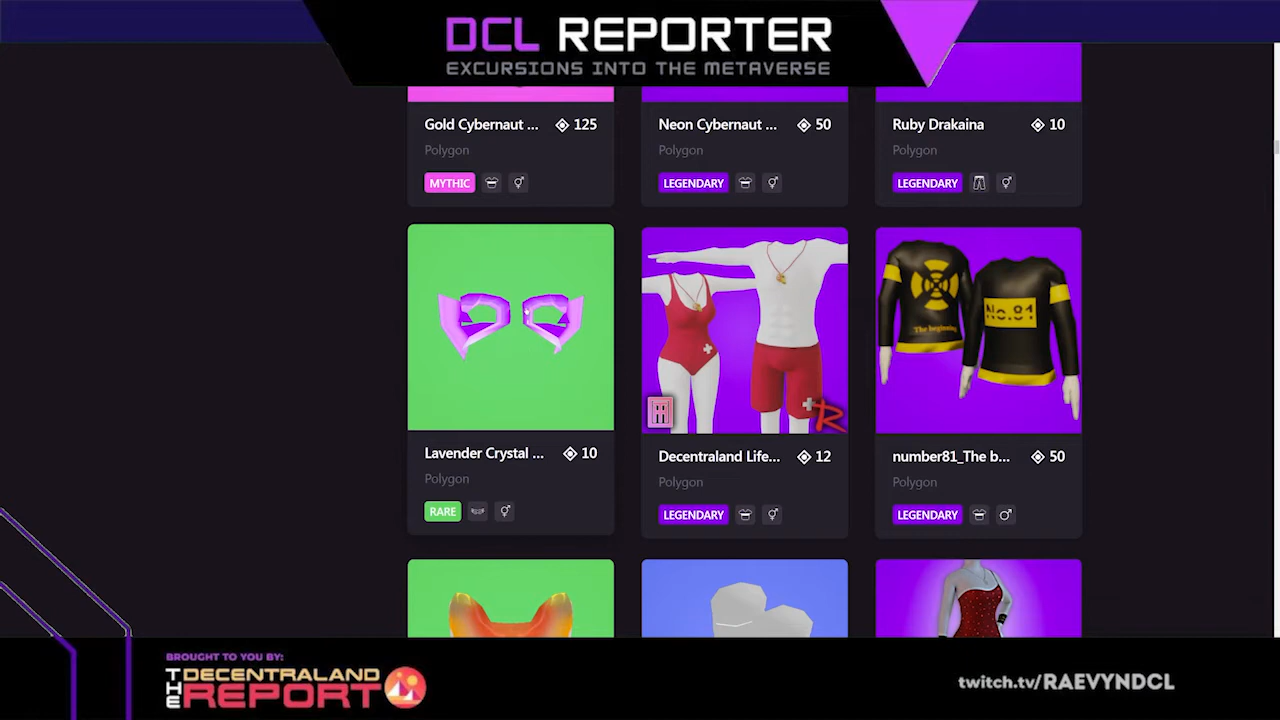 DCL REPORTER
EXCURSIONS INTO THE METAVERSE
Gold Cybernaut ... 125
Polygon
MYTHIC
Neon Cybernaut ... 50
Polygon
LEGENDARY
Ruby Drakaina 10
Polygon
LEGENDARY
Lavender Crystal ... 10
Polygon
RARE
R
Decentraland Life... 12
Polygon
LEGENDARY
The beginning
No.81
number81_The b... 50
Polygon
LEGENDARY
BROUGHT TO YOU BY:
THE DECENTRALAND
REPORT
twitch.tv/RAEVYNDCL